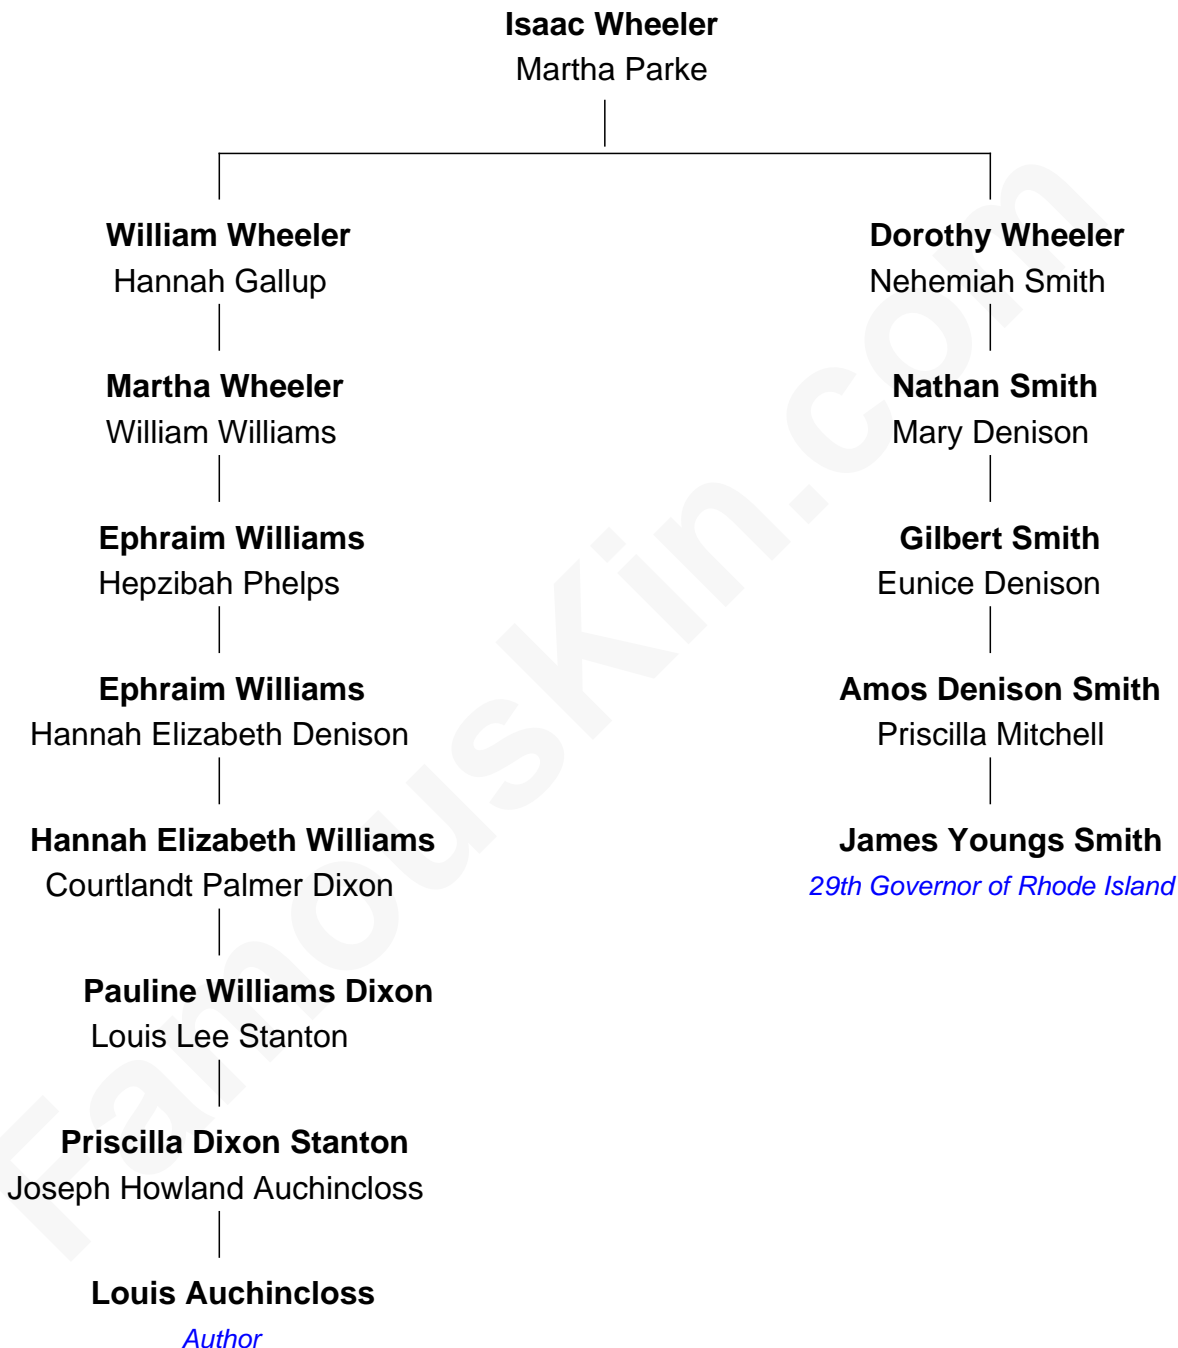 Isaac Wheeler
Martha Parke
William Wheeler
Hannah Gallup
Dorothy Wheeler
Nehemiah Smith
Martha Wheeler
William Williams
Nathan Smith
Mary Denison
Ephraim Williams
Hepzibah Phelps
Gilbert Smith
Eunice Denison
Ephraim Williams
Hannah Elizabeth Denison
Amos Denison Smith
Priscilla Mitchell
Hannah Elizabeth Williams
Courtlandt Palmer Dixon
James Youngs Smith
29th Governor of Rhode Island
Pauline Williams Dixon
Louis Lee Stanton
Priscilla Dixon Stanton
Joseph Howland Auchincloss
Louis Auchincloss
Author
FamousKin.com